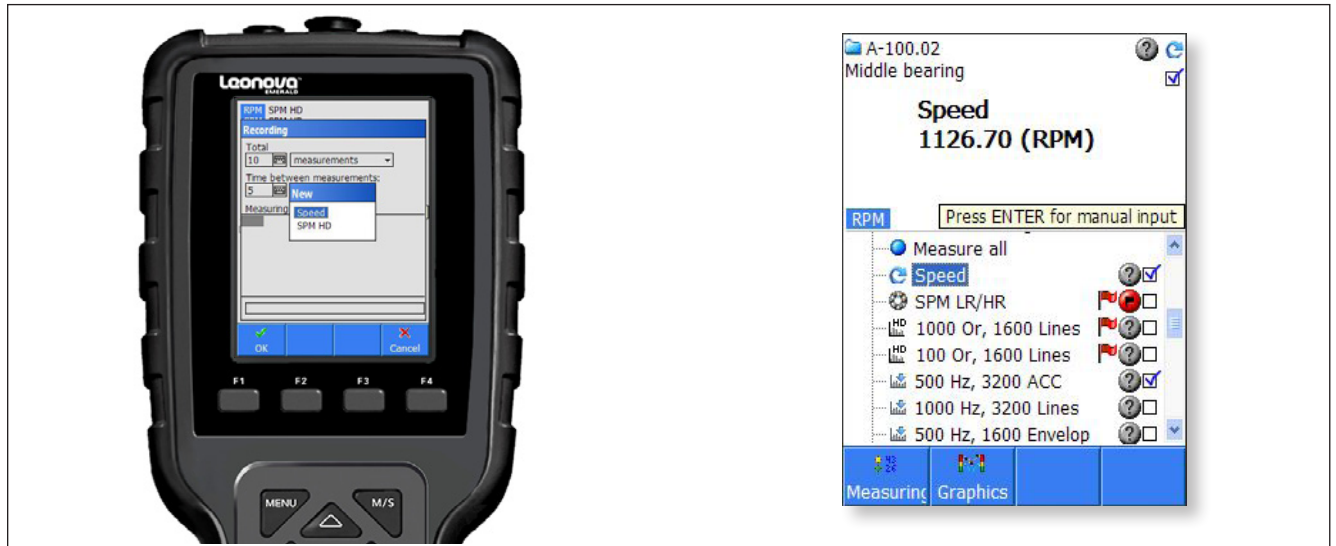 Leonova
EMERALD
RPM SPM HD
Recording
Total
10 measurements
Time between measurements:
5
New
Measuring
Speed
SPM HD
OK
Cancel
F1 F2 F3 F4
MENU
M/S
A-100.02
Middle bearing
Speed
1126.70 (RPM)
RPM
Press ENTER for manual input
Measure all
Speed
SPM LR/HR
HD 1000 Or, 1600 Lines
HD 100 Or, 1600 Lines
500 Hz, 3200 ACC
1000 Hz, 3200 Lines
500 Hz, 1600 Envelop
Measuring Graphics